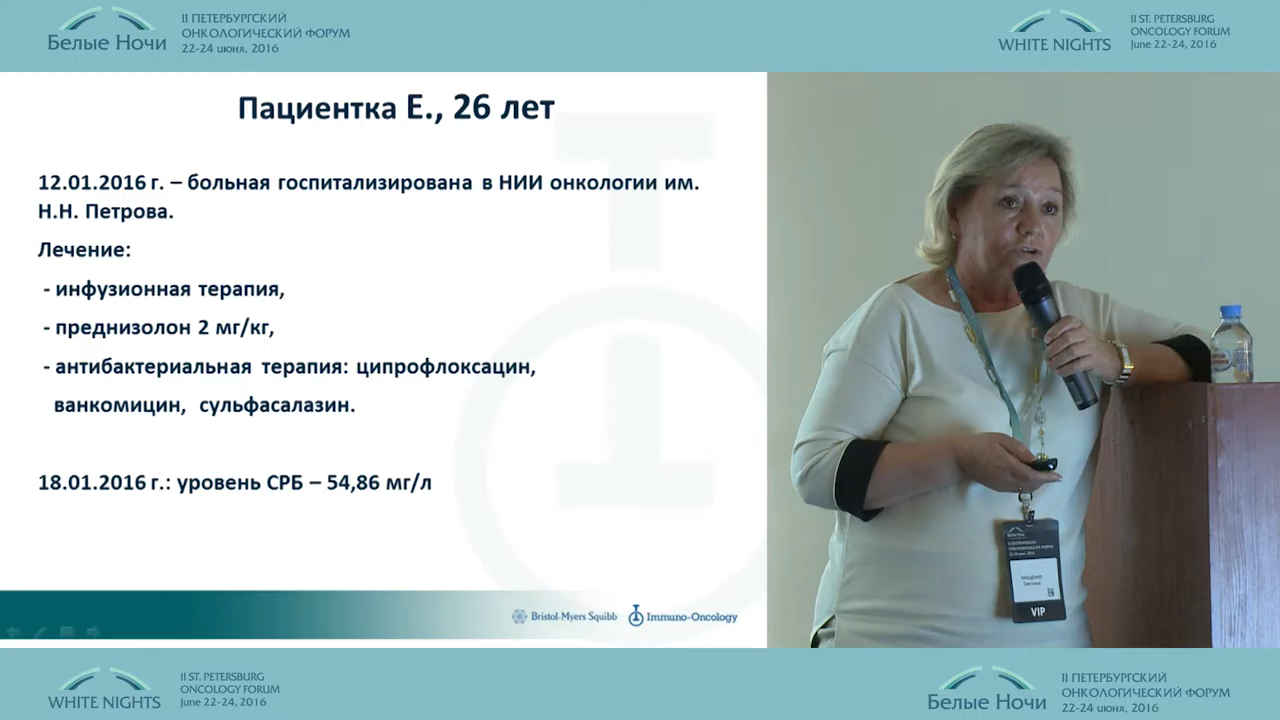 Белые Ночи
II ПЕТЕРБУРГСКИЙ
ОНКОЛОГИЧЕСКИЙ ФОРУМ
22-24 июня, 2016
WHITE NIGHTS
II ST. PETERSBURG
ONCOLOGY FORUM
June 22-24, 2016
Пациентка Е., 26 лет
12.01.2016 г. – больная госпитализирована в НИИ онкологии им.
Н.Н. Петрова.
Лечение:
- инфузионная терапия,
- преднизолон 2 мг/кг,
- антибактериальная терапия: ципрофлоксацин,
ванкомицин, сульфасалазин.
18.01.2016 г.: уровень СРБ – 54,86 мг/л
Bristol-Myers Squibb
Immuno-Oncology
VIP
WHITE NIGHTS
II ST. PETERSBURG
ONCOLOGY FORUM
June 22-24, 2016
Белые Ночи
II ПЕТЕРБУРГСКИЙ
ОНКОЛОГИЧЕСКИЙ ФОРУМ
22-24 июня, 2016